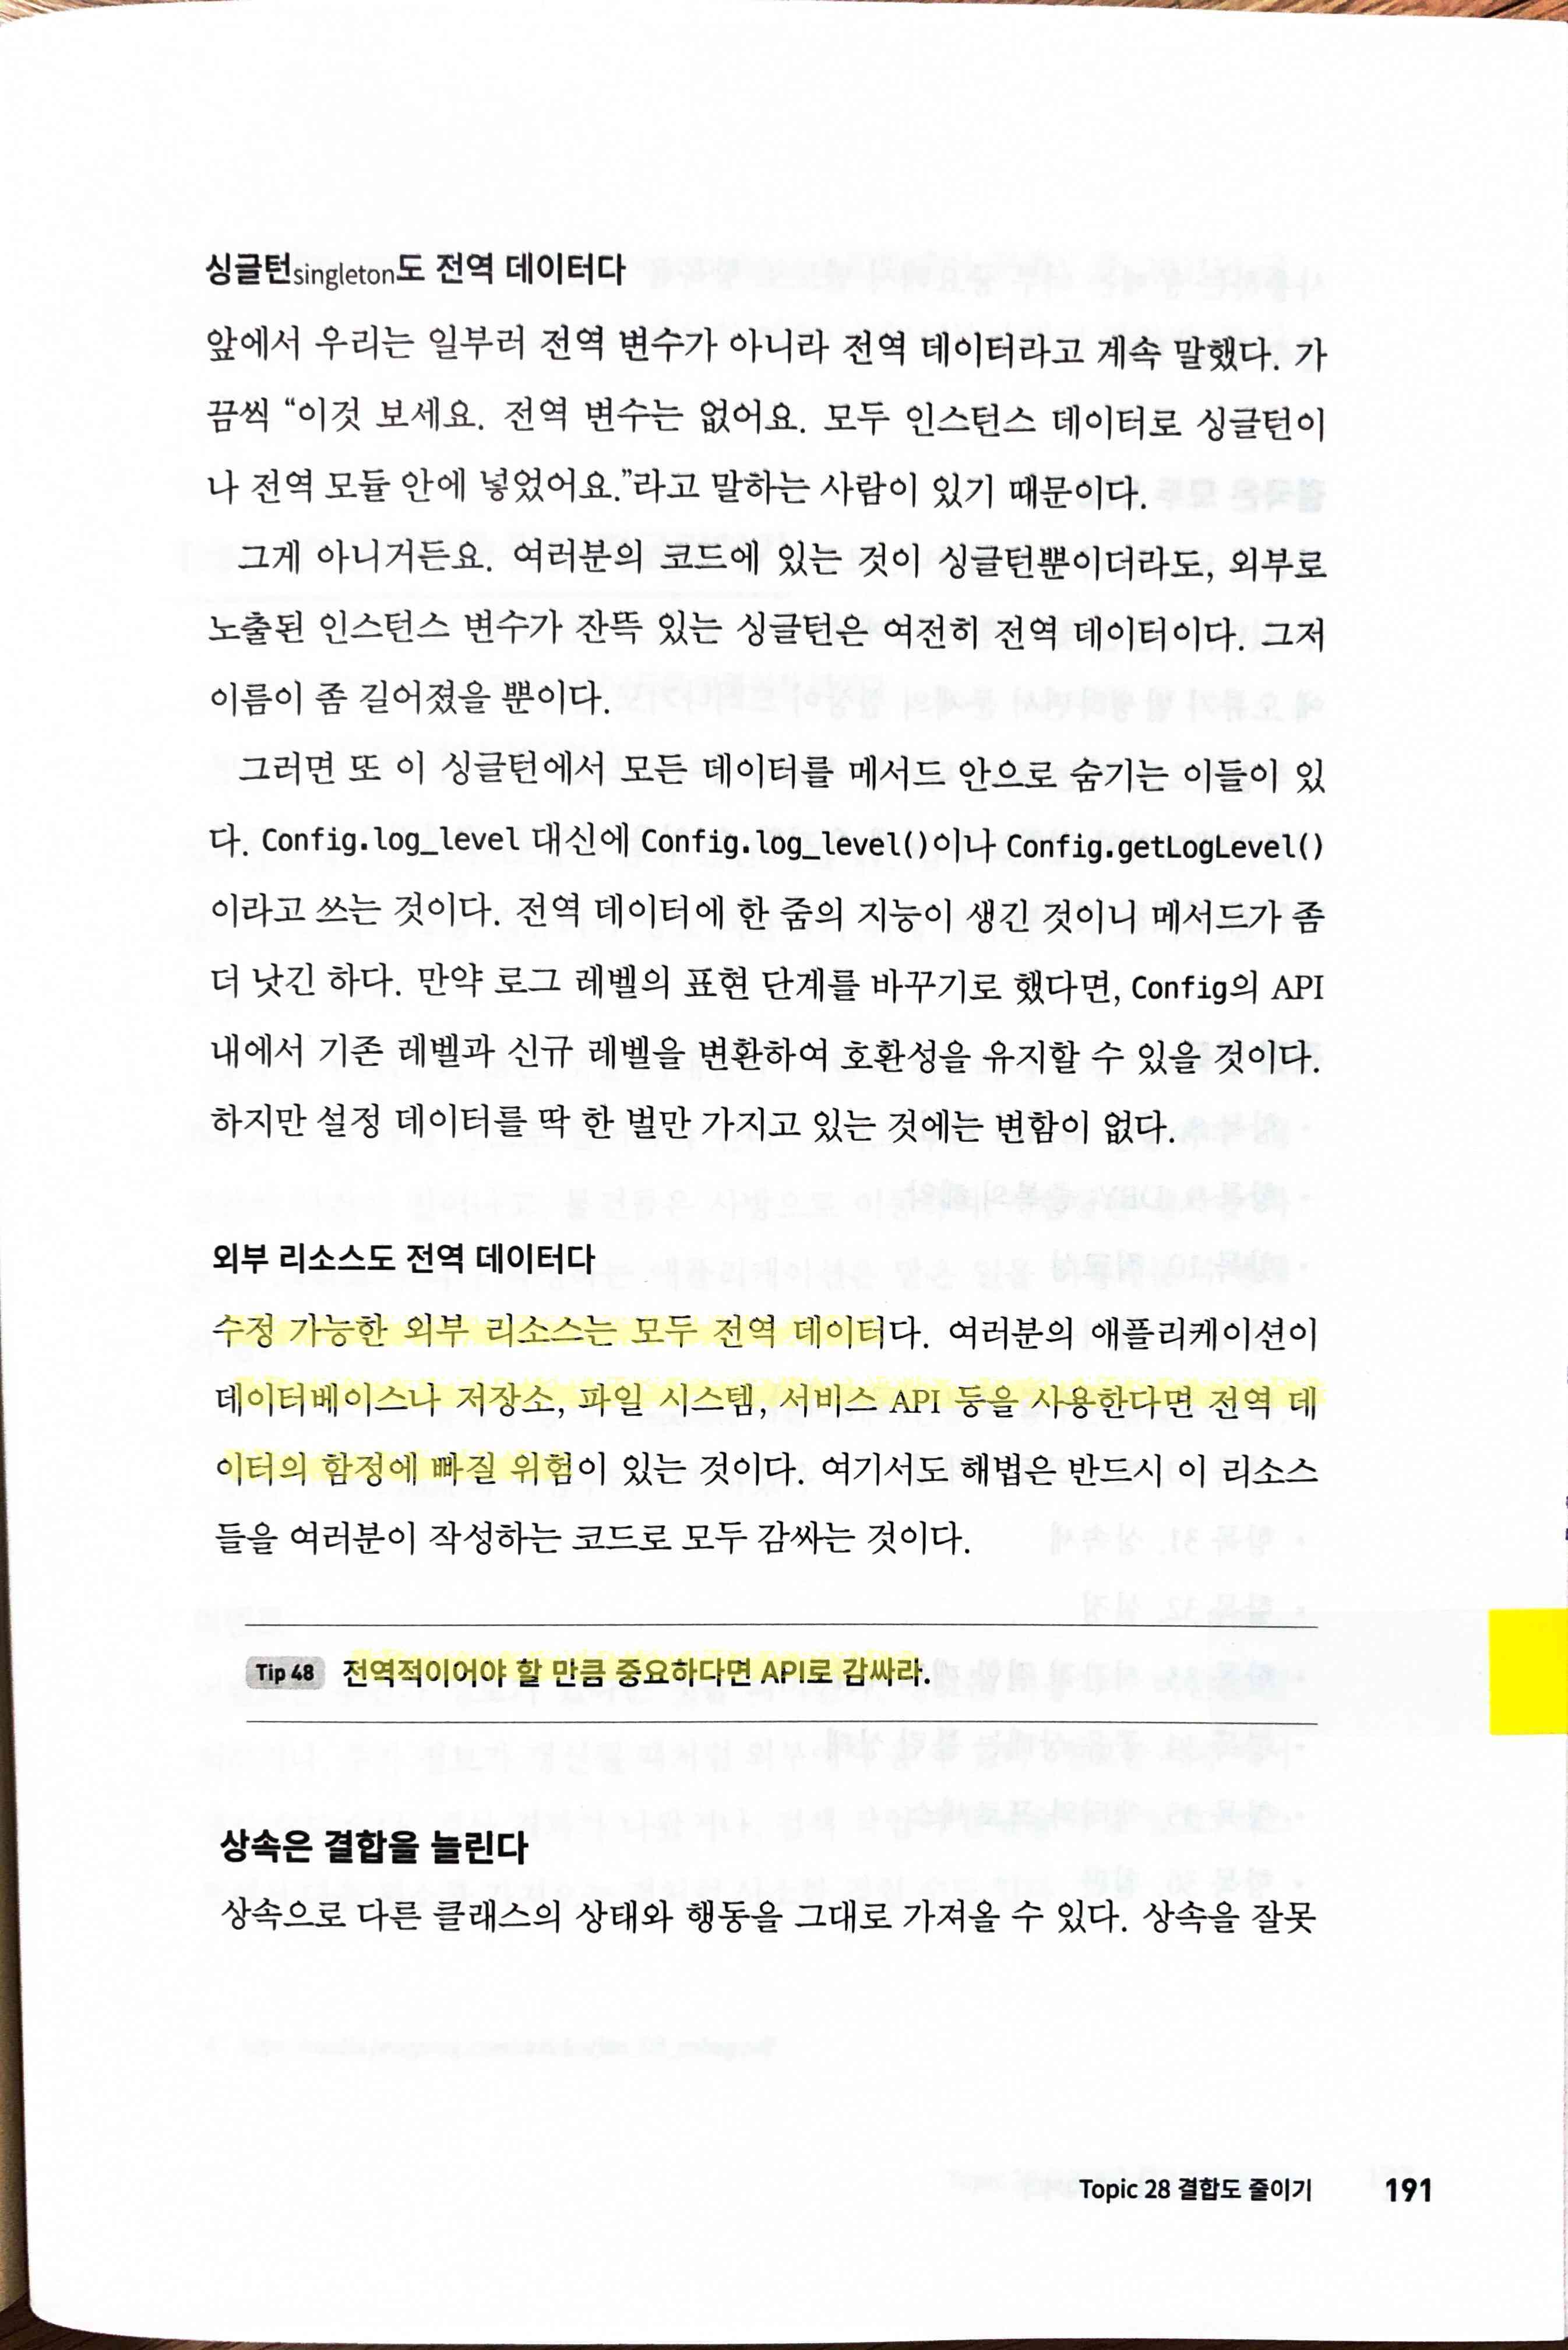 싱글턴singleton도 전역 데이터다
앞에서 우리는 일부러 전역 변수가 아니라 전역 데이터라고 계속 말했다. 가
끔씩 “이것 보세요. 전역 변수는 없어요. 모두 인스턴스 데이터로 싱글턴이
나 전역 모듈 안에 넣었어요.”라고 말하는 사람이 있기 때문이다.
그게 아니거든요. 여러분의 코드에 있는 것이 싱글턴뿐이더라도, 외부로
노출된 인스턴스 변수가 잔뜩 있는 싱글턴은 여전히 전역 데이터이다. 그저
이름이 좀 길어졌을 뿐이다.
그러면 또 이 싱글턴에서 모든 데이터를 메서드 안으로 숨기는 이들이 있
다. Config.log_level 대신에 Config.log_level()이나 Config.getLogLevel()
이라고 쓰는 것이다. 전역 데이터에 한 줌의 지능이 생긴 것이니 메서드가 좀
더 낫긴 하다. 만약 로그 레벨의 표현 단계를 바꾸기로 했다면, Config의 API
내에서 기존 레벨과 신규 레벨을 변환하여 호환성을 유지할 수 있을 것이다.
하지만 설정 데이터를 딱 한 벌만 가지고 있는 것에는 변함이 없다.
외부 리소스도 전역 데이터다
수정 가능한 외부 리소스는 모두 전역 데이터다. 여러분의 애플리케이션이
데이터베이스나 저장소, 파일 시스템, 서비스 API 등을 사용한다면 전역 데
이터의 함정에 빠질 위험이 있는 것이다. 여기서도 해법은 반드시 이 리소스
들을 여러분이 작성하는 코드로 모두 감싸는 것이다.
Tip 48 전역적이어야 할 만큼 중요하다면 API로 감싸라.
상속은 결합을 늘린다
상속으로 다른 클래스의 상태와 행동을 그대로 가져올 수 있다. 상속을 잘못
Topic 28 결합도 줄이기 191